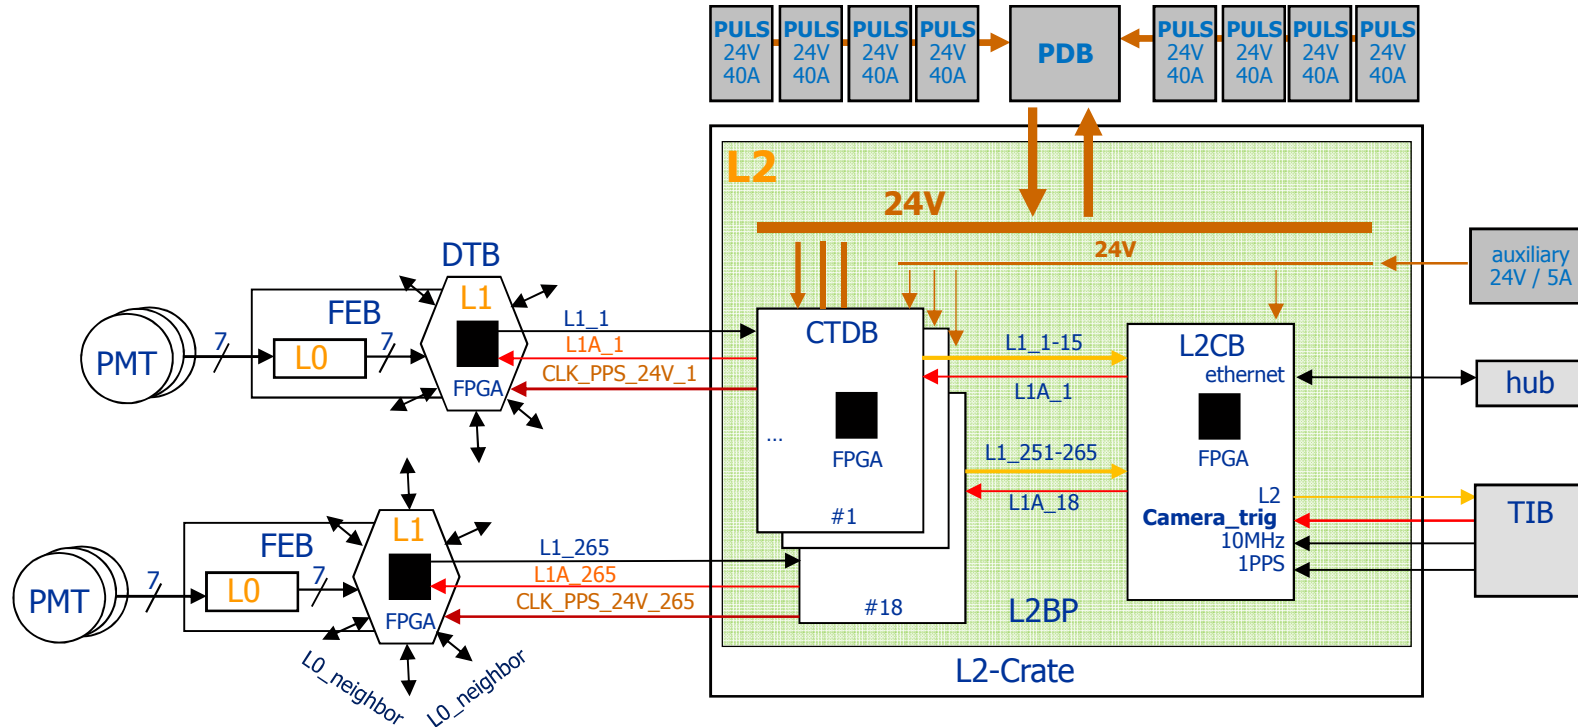 PULS
24V
40A
PULS
24V
40A
PULS
24V
40A
PULS
24V
40A
PDB
PULS
24V
40A
PULS
24V
40A
PULS
24V
40A
PULS
24V
40A
L2
24V
24V
auxiliary
24V / 5A
DTB
L1
FEB
7
7
PMT
L0
FPGA
L1_1
L1A_1
CLK_PPS_24V_1
CTDB
...
FPGA
#1
L1_1-15
L1A_1
L2CB
ethernet
FPGA
hub
L1_251-265
L1A_18
L2
Camera_trig
10MHz
1PPS
TIB
L1
FEB
7
7
PMT
L0
FPGA
L1_265
L1A_265
CLK_PPS_24V_265
#18
L2BP
L0_neighbor
L0_neighbor
L2-Crate